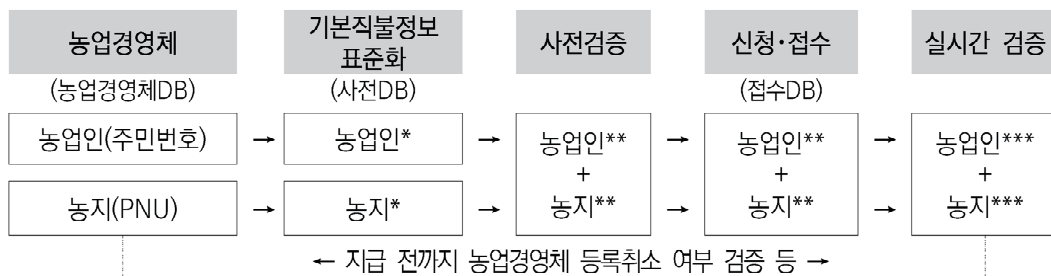 농업경영체
기본직불정보
표준화
사전검증
신청·접수
실시간 검증
(농업경영체DB)
(사전DB)
(접수DB)
농업인(주민번호) → 농업인* →
농지(PNU) → 농지* →
농업인**
+
농지**
→
→
농업인**
+
농지**
→
→
농업인***
+
농지***
← 지급 전까지 농업경영체 등록취소 여부 검증 등 →